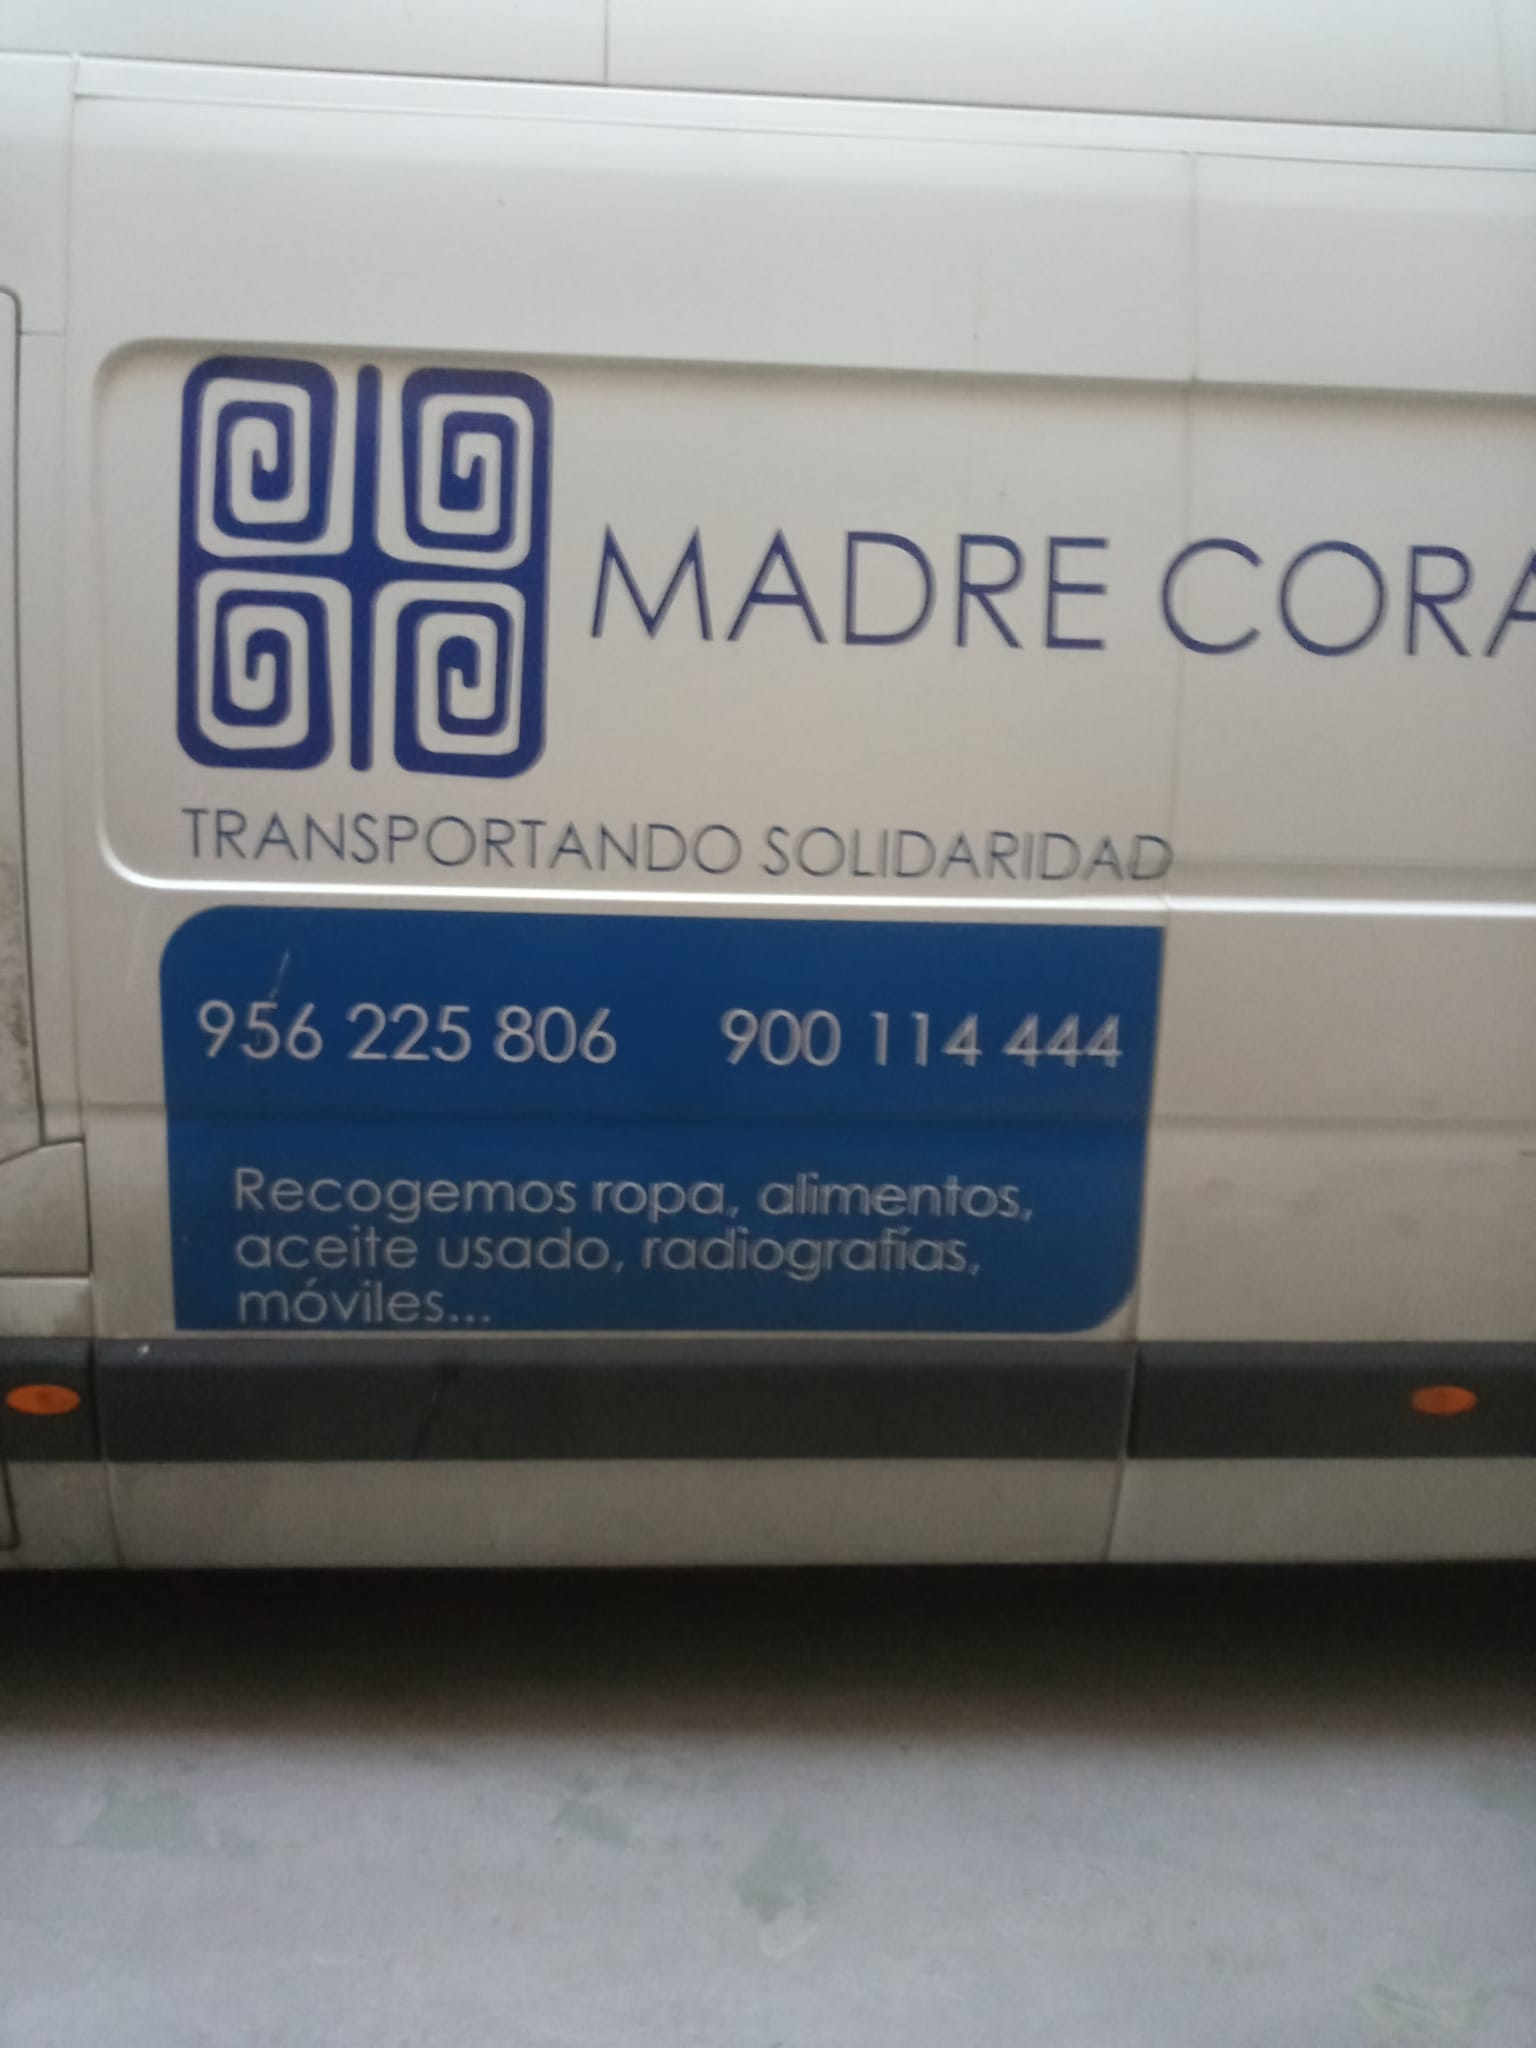 MADRE CORA
TRANSPORTANDO SOLIDARIDAD
956 225 806 900 114 444
Recogemos ropa, alimentos,
aceite usado, radiografías,
móviles...